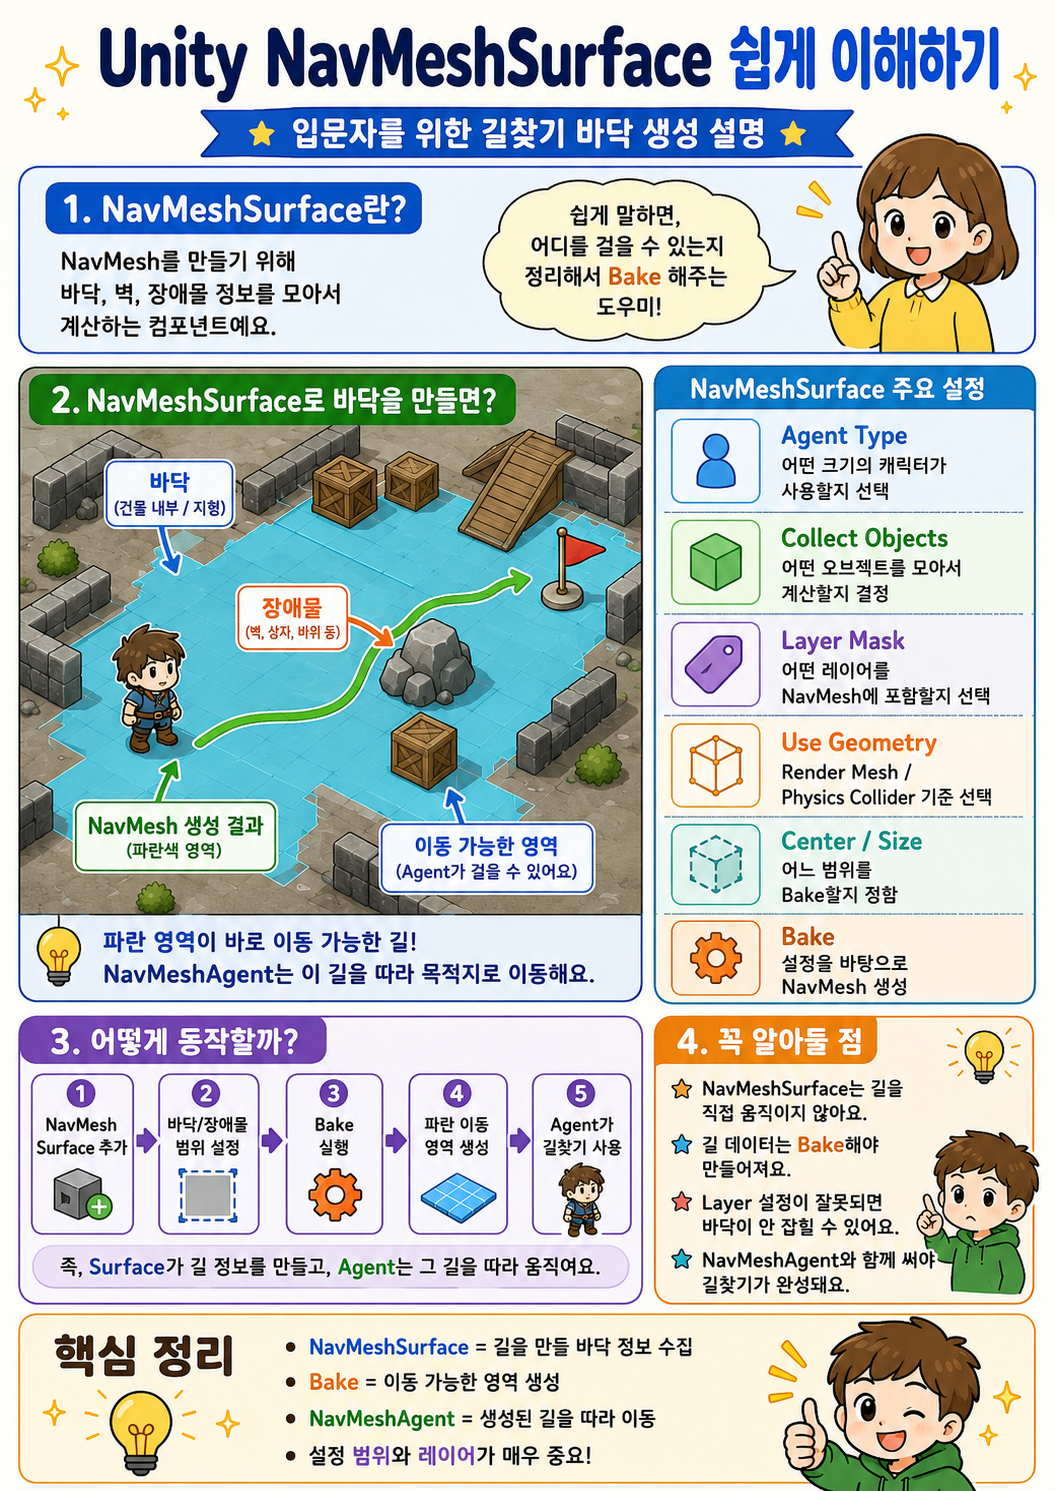 Unity NavMeshSurface 쉽게 이해하기
입문자를 위한 길찾기 바닥 생성 설명
1. NavMeshSurface란?
NavMesh를 만들기 위해
바닥, 벽, 장애물 정보를 모아서
계산하는 컴포넌트예요.
쉽게 말하면,
어디를 걸을 수 있는지
정리해서 Bake 해주는
도우미!
2. NavMeshSurface로 바닥을 만들면?
바닥
(건물 내부 / 지형)
장애물
(벽, 상자, 바위 등)
NavMesh 생성 결과
(파란색 영역)
이동 가능한 영역
(Agent가 걸을 수 있어요)
파란 영역이 바로 이동 가능한 길!
NavMeshAgent는 이 길을 따라 목적지로 이동해요.
NavMeshSurface 주요 설정
Agent Type
어떤 크기의 캐릭터가
사용할지 선택
Collect Objects
어떤 오브젝트를 모아서
계산할지 결정
Layer Mask
어떤 레이어를
NavMesh에 포함할지 선택
Use Geometry
Render Mesh /
Physics Collider 기준 선택
Center / Size
어느 범위를
Bake할지 정함
Bake
설정을 바탕으로
NavMesh 생성
3. 어떻게 동작할까?
1
NavMesh
Surface 추가
2
바닥/장애물
범위 설정
3
Bake
실행
4
파란 이동
영역 생성
5
Agent가
길찾기 사용
즉, Surface가 길 정보를 만들고, Agent는 그 길을 따라 움직여요.
4. 꼭 알아둘 점
NavMeshSurface는 길을
직접 움직이지 않아요.
길 데이터는 Bake해야
만들어져요.
Layer 설정이 잘못되면
바닥이 안 잡힐 수 있어요.
NavMeshAgent와 함께 써야
길찾기가 완성돼요.
핵심 정리
• NavMeshSurface = 길을 만들 바닥 정보 수집
• Bake = 이동 가능한 영역 생성
• NavMeshAgent = 생성된 길을 따라 이동
• 설정 범위와 레이어가 매우 중요!